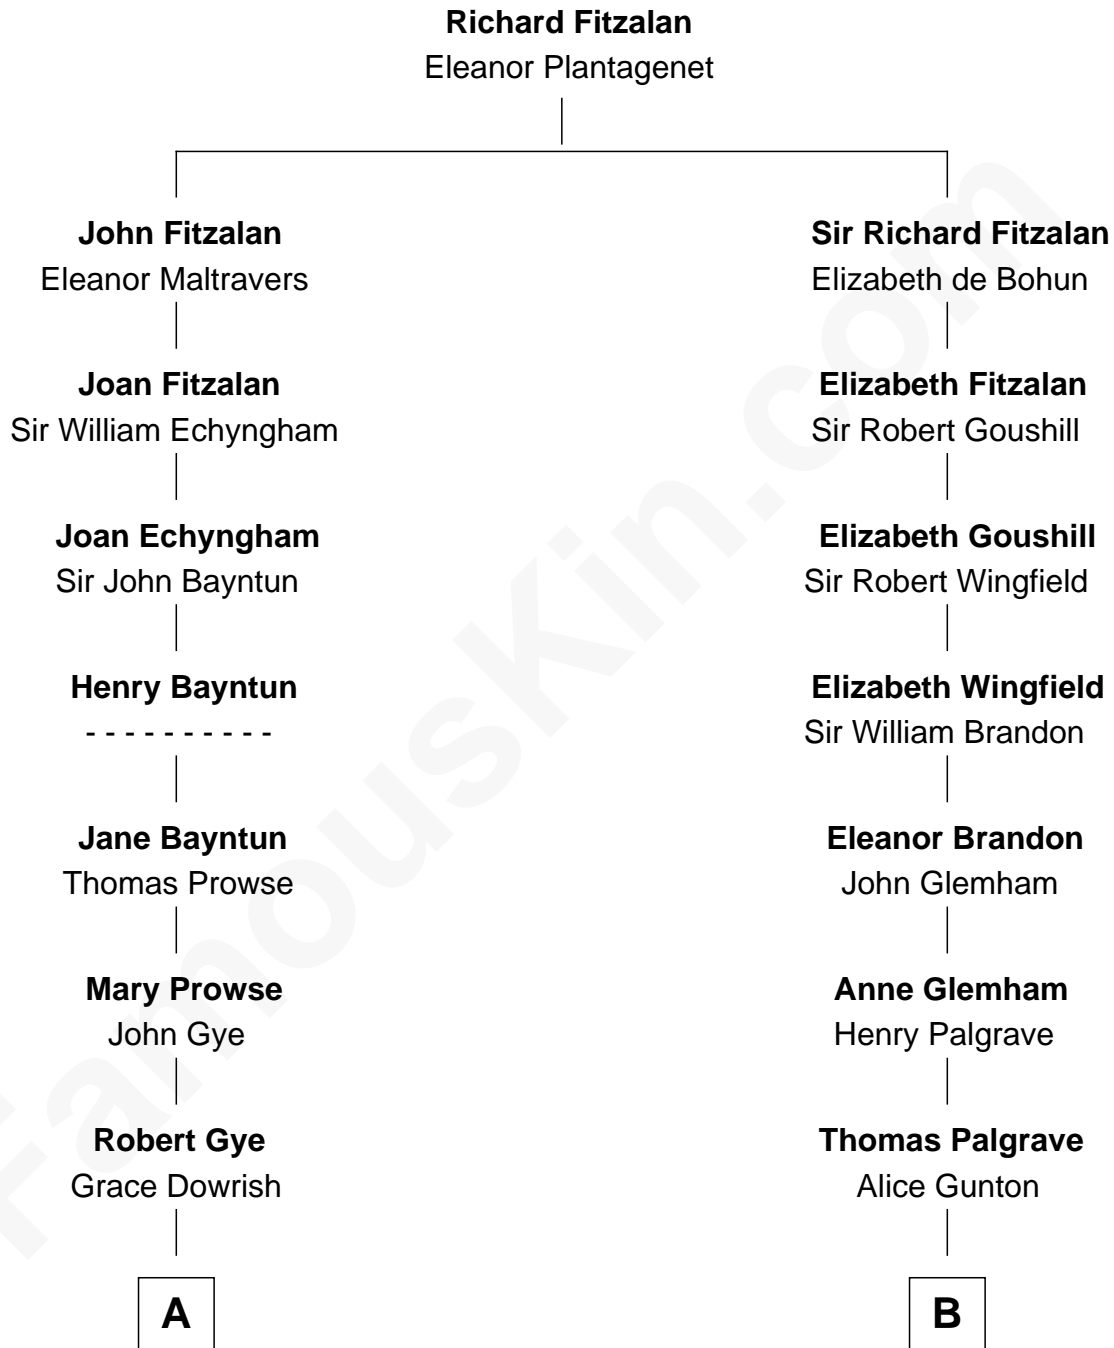 Richard Fitzalan
Eleanor Plantagenet
John Fitzalan
Eleanor Maltravers
Sir Richard Fitzalan
Elizabeth de Bohun
Joan Fitzalan
Sir William Echyngham
Elizabeth Fitzalan
Sir Robert Goushill
Joan Echyngham
Sir John Bayntun
Elizabeth Goushill
Sir Robert Wingfield
Henry Bayntun
- - - - - - - - - -
Elizabeth Wingfield
Sir William Brandon
Jane Bayntun
Thomas Prowse
Eleanor Brandon
John Glemham
Mary Prowse
John Gye
Anne Glemham
Henry Palgrave
Robert Gye
Grace Dowrish
Thomas Palgrave
Alice Gunton
A
B
FamousKin.com